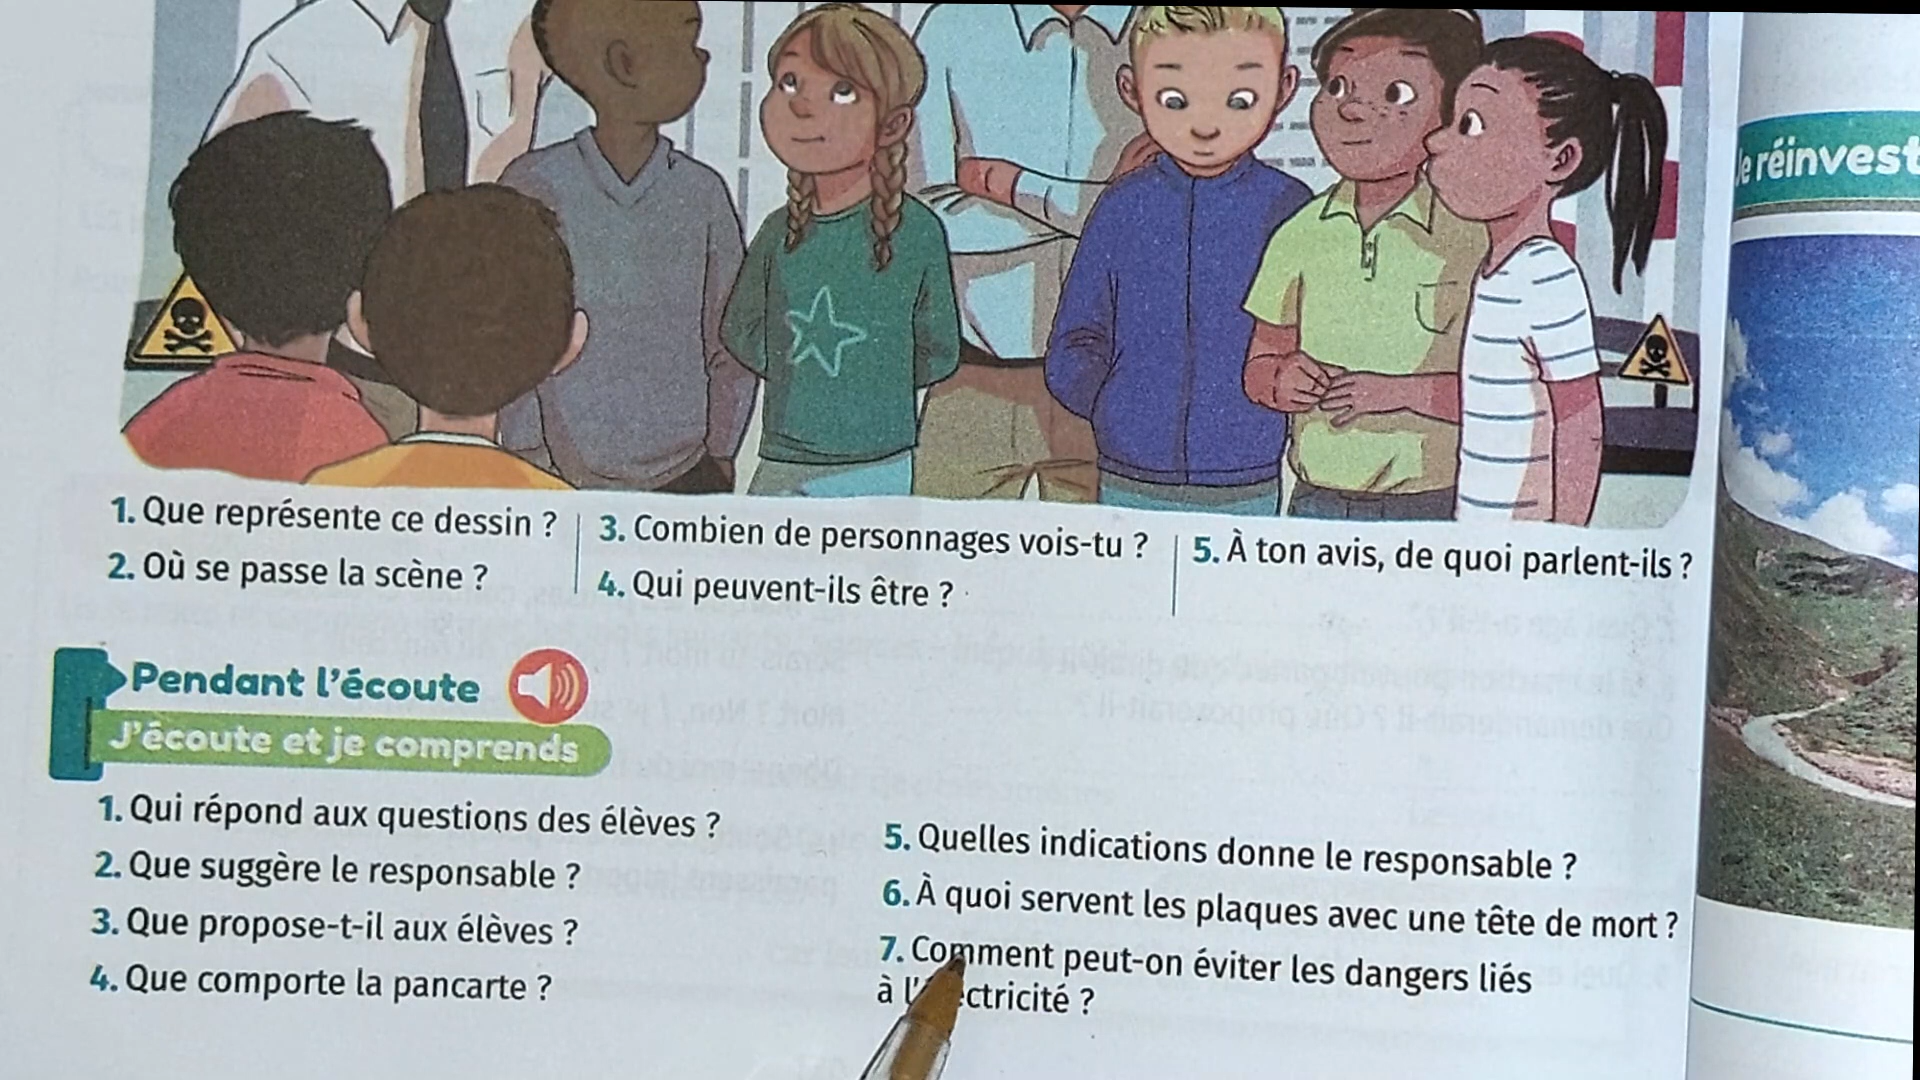 1. Que représente ce dessin ?
2. Où se passe la scène ?
3. Combien de personnages vois-tu ?
4. Qui peuvent-ils être ?
5. À ton avis, de quoi parlent-ils ?
Pendant l'écoute
J'écoute et je comprends
1. Qui répond aux questions des élèves ?
2. Que suggère le responsable ?
3. Que propose-t-il aux élèves ?
4. Que comporte la pancarte ?
5. Quelles indications donne le responsable ?
6. À quoi servent les plaques avec une tête de mort ?
7. Comment peut-on éviter les dangers liés
à l'électricité ?
Je réinvest